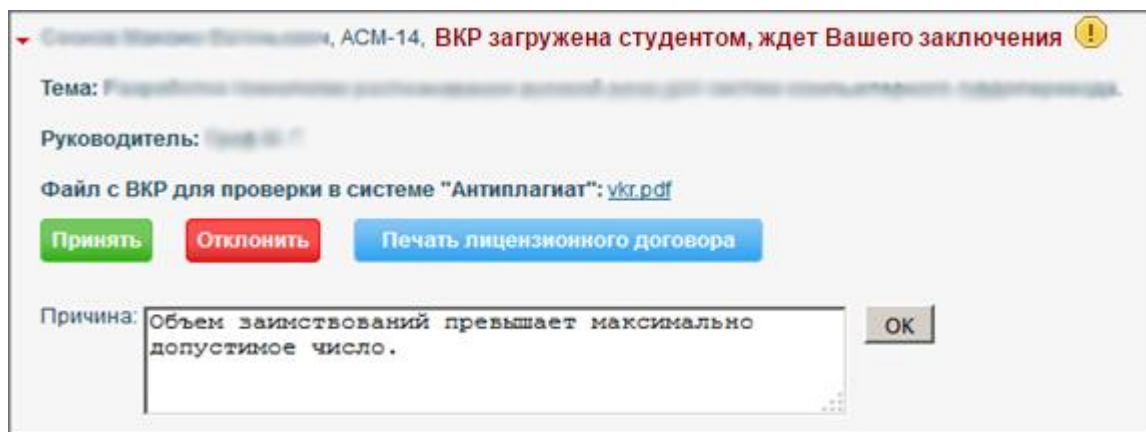 , АСМ-14, ВКР загружена студентом, ждет Вашего заключения !
Тема:
Руководитель:
Файл с ВКР для проверки в системе "Антиплагиат": vkr.pdf
Принять Отклонить Печать лицензионного договора
Причина: Объем заимствований превышает максимально
допустимое число.
ОК